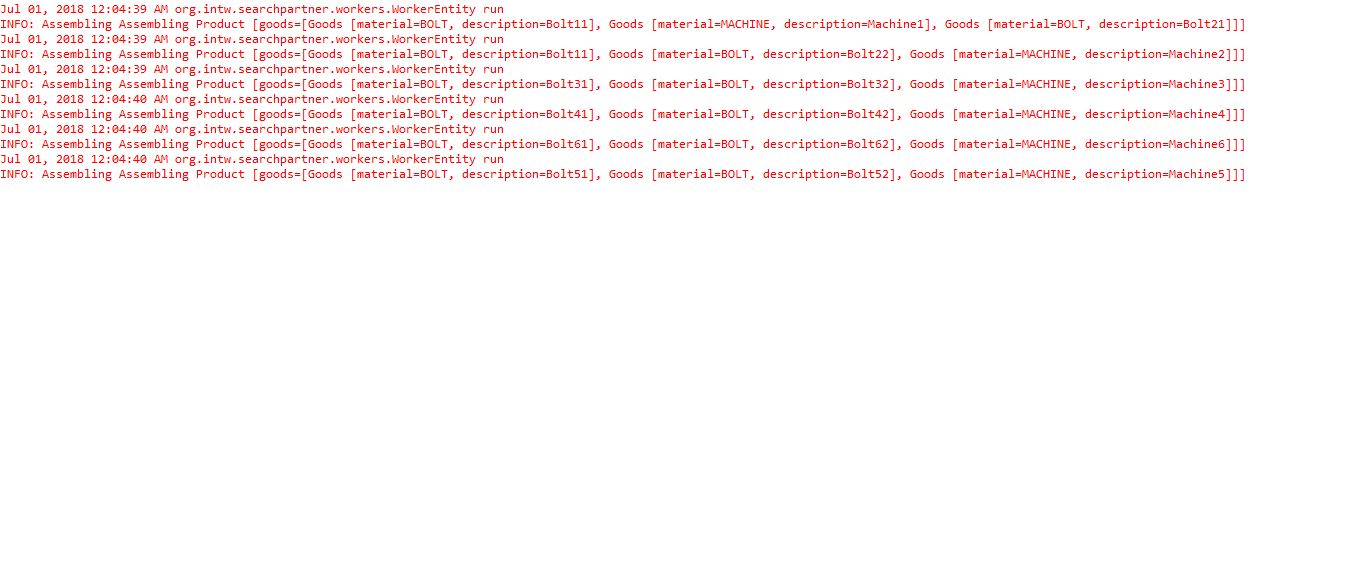 Jul 01, 2018 12:04:39 AM org.intw.searchpartner.workers.WorkerEntity run
INFO: Assembling Assembling Product [goods=[Goods [material=BOLT, description=Bolt11], Goods [material=MACHINE, description=Machine1], Goods [material=BOLT, description=Bolt21]]]
Jul 01, 2018 12:04:39 AM org.intw.searchpartner.workers.WorkerEntity run
INFO: Assembling Assembling Product [goods=[Goods [material=BOLT, description=Bolt11], Goods [material=BOLT, description=Bolt22], Goods [material=MACHINE, description=Machine2]]]
Jul 01, 2018 12:04:39 AM org.intw.searchpartner.workers.WorkerEntity run
INFO: Assembling Assembling Product [goods=[Goods [material=BOLT, description=Bolt31], Goods [material=BOLT, description=Bolt32], Goods [material=MACHINE, description=Machine3]]]
Jul 01, 2018 12:04:40 AM org.intw.searchpartner.workers.WorkerEntity run
INFO: Assembling Assembling Product [goods=[Goods [material=BOLT, description=Bolt41], Goods [material=BOLT, description=Bolt42], Goods [material=MACHINE, description=Machine4]]]
Jul 01, 2018 12:04:40 AM org.intw.searchpartner.workers.WorkerEntity run
INFO: Assembling Assembling Product [goods=[Goods [material=BOLT, description=Bolt61], Goods [material=BOLT, description=Bolt62], Goods [material=MACHINE, description=Machine6]]]
Jul 01, 2018 12:04:40 AM org.intw.searchpartner.workers.WorkerEntity run
INFO: Assembling Assembling Product [goods=[Goods [material=BOLT, description=Bolt51], Goods [material=BOLT, description=Bolt52], Goods [material=MACHINE, description=Machine5]]]